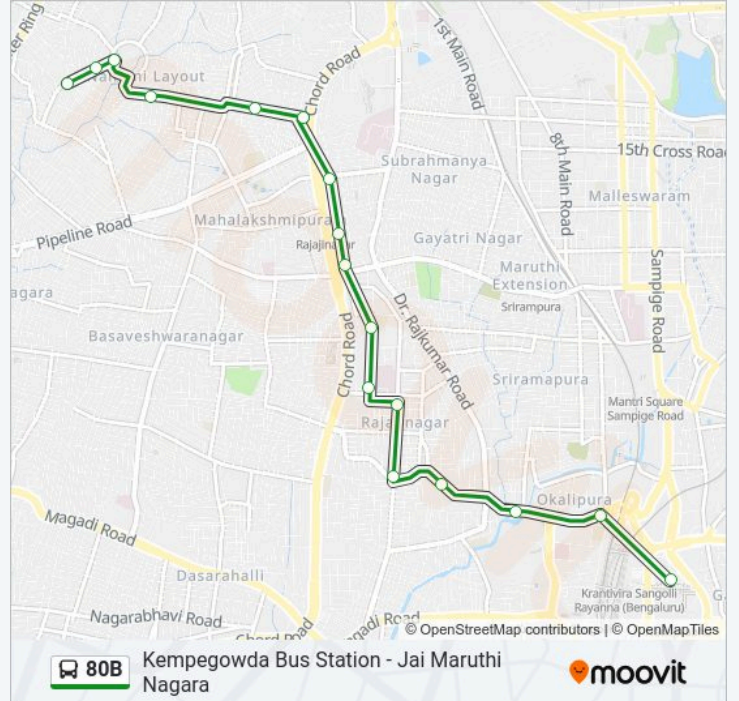 ter Ring
Chord Road
1st Main Road
Layout
15th Cross Road
Subrahmanya
Nagar
8th Main Road
Malleswaram
Mahalakshmipura
Pipeline Road
Gayatri Nagar
Maruthi
Extension
Sampige Road
agara
Srirampura
Dr. Rajkumar Road
Basaveshwaranagar
Chord Road
Sriramapura
Mantri Square
Sampige Road
Okalipura
Magadi Road
Dasarahalli
Krantivira Sangolli
Rayanna (Bengaluru)
G
Nagarabhavi Road
Chord Road
gadi Road
© OpenStreetMap contributors | © OpenMapTiles
80B
Kempegowda Bus Station - Jai Maruthi
Nagara
moovit